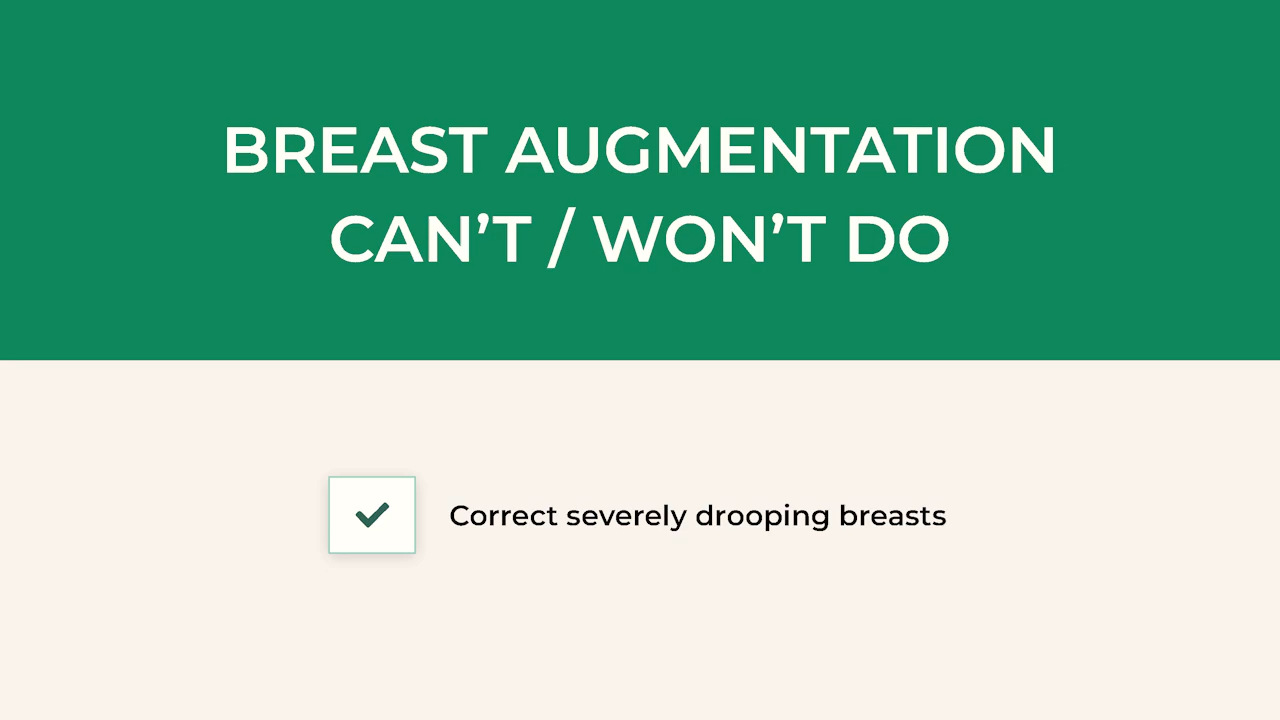 BREAST AUGMENTATION
CAN’T / WON’T DO
Correct severely drooping breasts